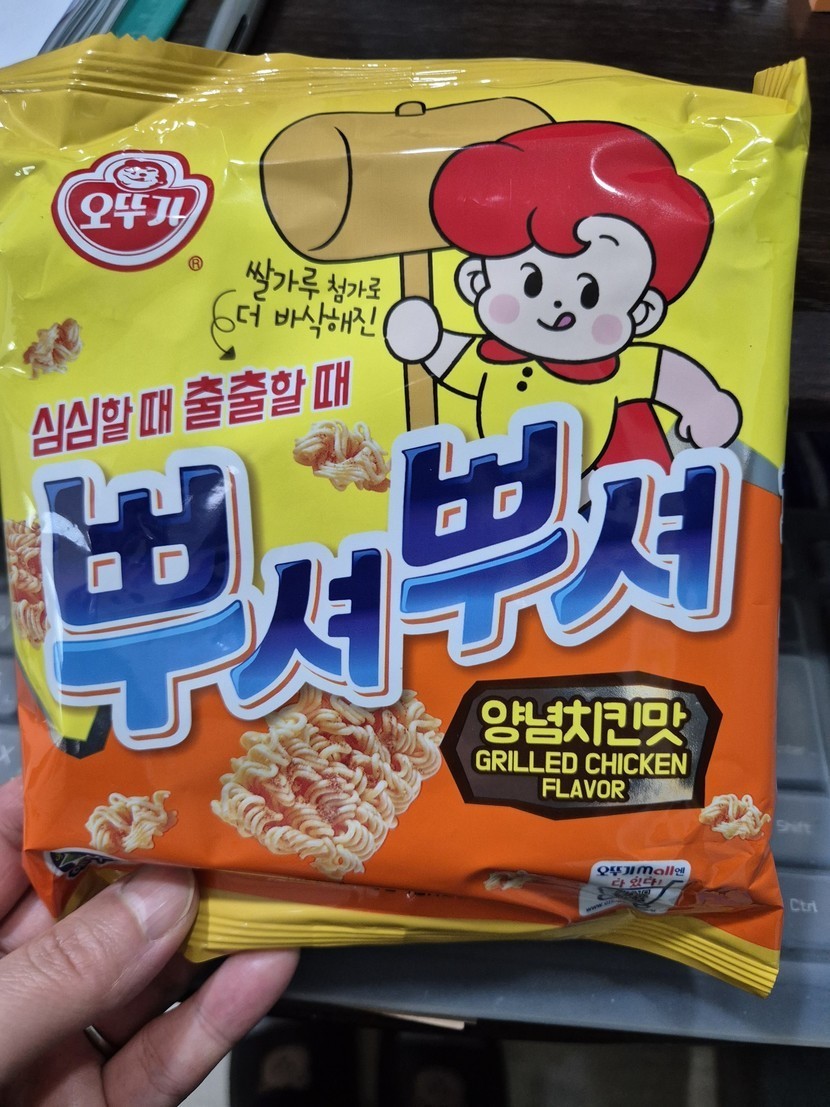 오뚜기
®
쌀가루 첨가로
더 바삭해진
심심할 때 출출할 때
뿌셔뿌셔
양념치킨맛
GRILLED CHICKEN
FLAVOR
오뚜기mall엔
다 있다!
Shift
Ctrl